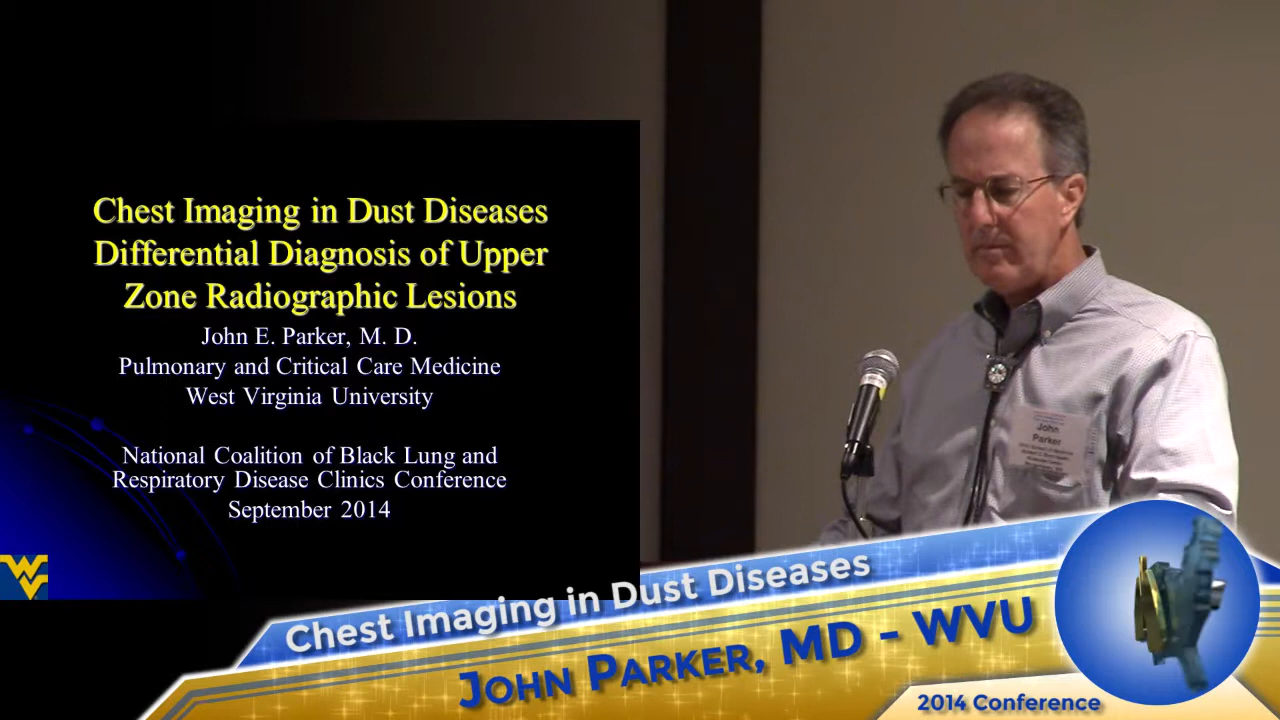 Chest Imaging in Dust Diseases
Differential Diagnosis of Upper
Zone Radiographic Lesions
John E. Parker, M. D.
Pulmonary and Critical Care Medicine
West Virginia University
National Coalition of Black Lung and
Respiratory Disease Clinics Conference
September 2014
WV
John
Parker
Chest Imaging in Dust Diseases
JOHN PARKER, MD - WVU
2014 Conference